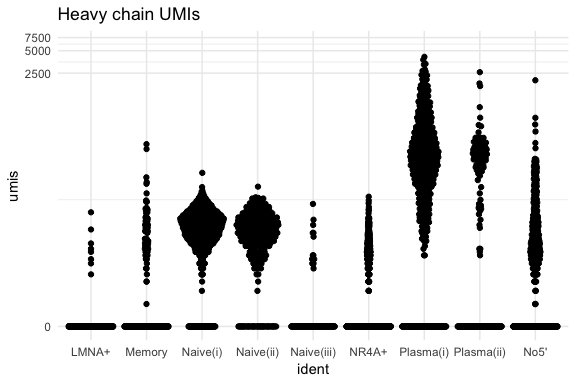 Heavy chain UMIs
7500
5000
2500
0
umis
LMNA+ Memory Naive(i) Naive(ii) Naive(iii) NR4A+ Plasma(i) Plasma(ii) No5'
ident